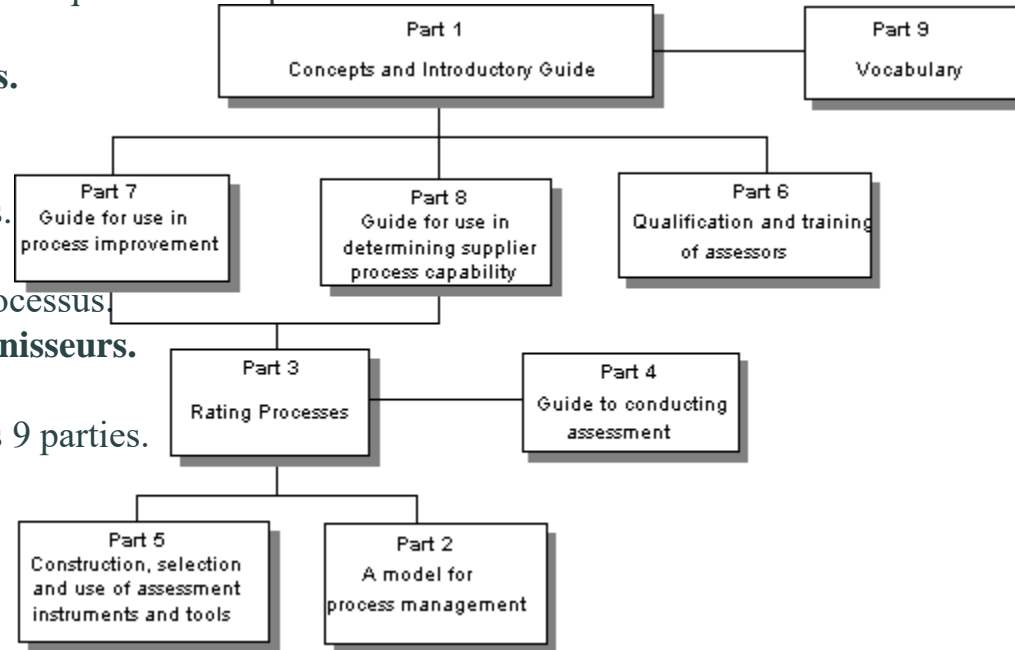 Part 1
Concepts and Introductory Guide
Part 9
Vocabulary
s.
Part 7
Guide for use in
process improvement
Part 8
Guide for use in
determining supplier
process capability
Part 6
Qualification and training
of assessors
s.
ocessus.
nisseurs.
Part 3
Rating Processes
Part 4
Guide to conducting
assessment
s 9 parties.
Part 5
Construction, selection
and use of assessment
instruments and tools
Part 2
A model for
process management